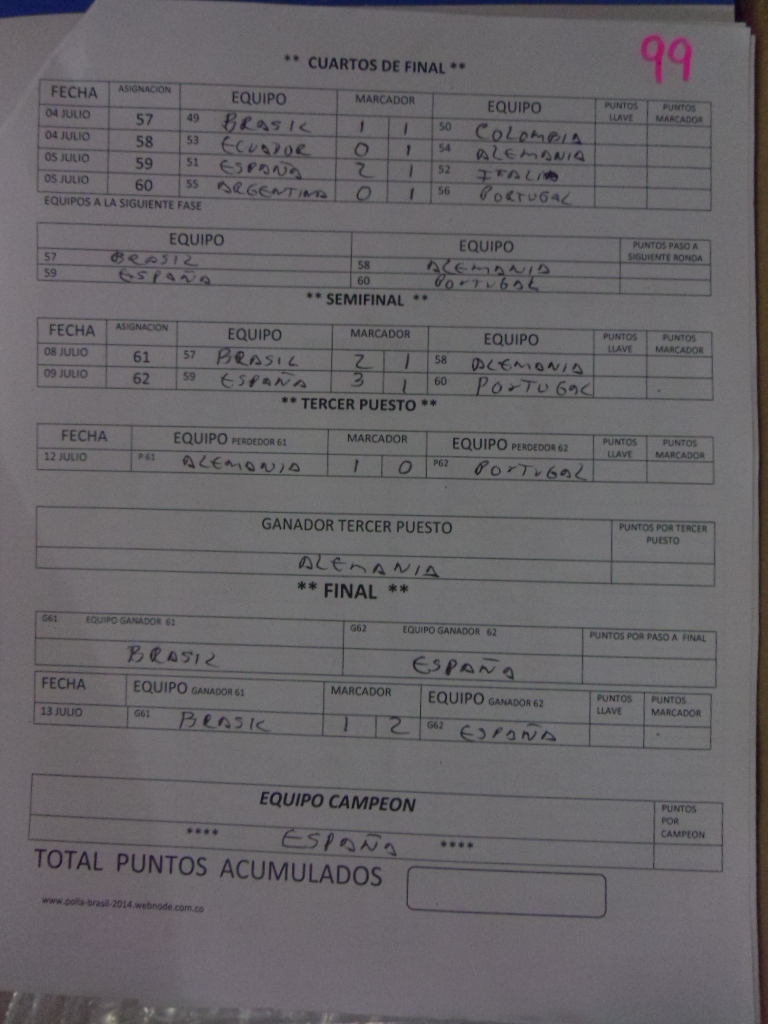 99
** CUARTOS DE FINAL **
FECHA ASIGNACION EQUIPO MARCADOR EQUIPO PUNTOS LLAVE PUNTOS MARCADOR
04 JULIO 57 49 BRASIL 1 1 50 COLOMBIA
04 JULIO 58 53 ECUADOR 0 1 54 ALEMANIA
05 JULIO 59 51 ESPAÑA 2 1 52 ITALIA
05 JULIO 60 55 ARGENTINA 0 1 56 PORTUGAL
EQUIPOS A LA SIGUIENTE FASE
EQUIPO EQUIPO PUNTOS PASO A SIGUIENTE RONDA
57 BRASIL 58 ALEMANIA
59 ESPAÑA 60 PORTUGAL
** SEMIFINAL **
FECHA ASIGNACION EQUIPO MARCADOR EQUIPO PUNTOS LLAVE PUNTOS MARCADOR
08 JULIO 61 57 BRASIL 2 1 58 ALEMANIA
09 JULIO 62 59 ESPAÑA 3 1 60 PORTUGAL
** TERCER PUESTO **
FECHA EQUIPO PERDEDOR 61 MARCADOR EQUIPO PERDEDOR 62 PUNTOS LLAVE PUNTOS MARCADOR
12 JULIO P61 ALEMANIA 1 0 P62 PORTUGAL
GANADOR TERCER PUESTO PUNTOS POR TERCER PUESTO
ALEMANIA
** FINAL **
G61 EQUIPO GANADOR 61 G62 EQUIPO GANADOR 62 PUNTOS POR PASO A FINAL
BRASIL ESPAÑA
FECHA EQUIPO GANADOR 61 MARCADOR EQUIPO GANADOR 62 PUNTOS LLAVE PUNTOS MARCADOR
13 JULIO G61 BRASIL 1 2 G62 ESPAÑA
EQUIPO CAMPEON PUNTOS POR CAMPEON
**** ESPAÑA ****
TOTAL PUNTOS ACUMULADOS
www.polla-brasil-2014.webnode.com.co